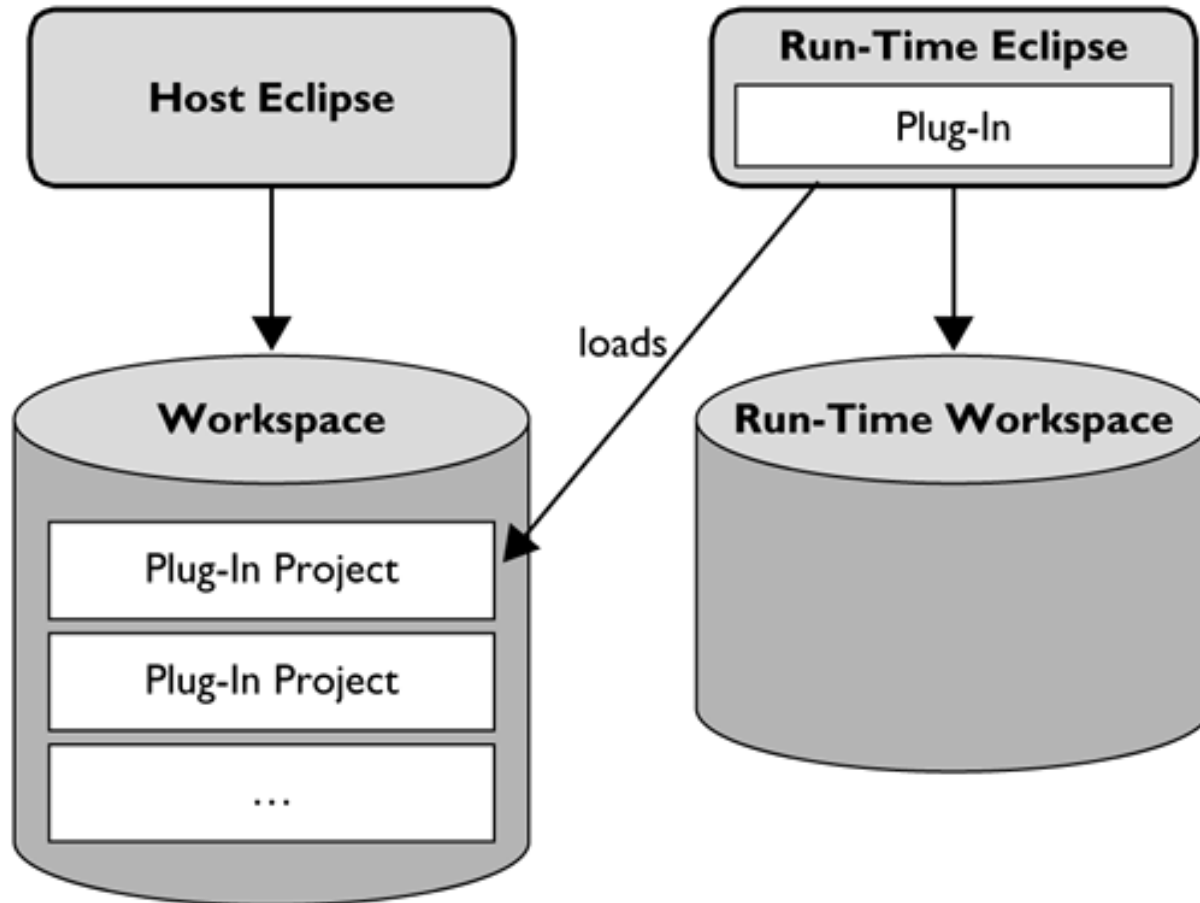 Host Eclipse
Run-Time Eclipse
Plug-In
loads
Workspace
Run-Time Workspace
Plug-In Project
Plug-In Project
...